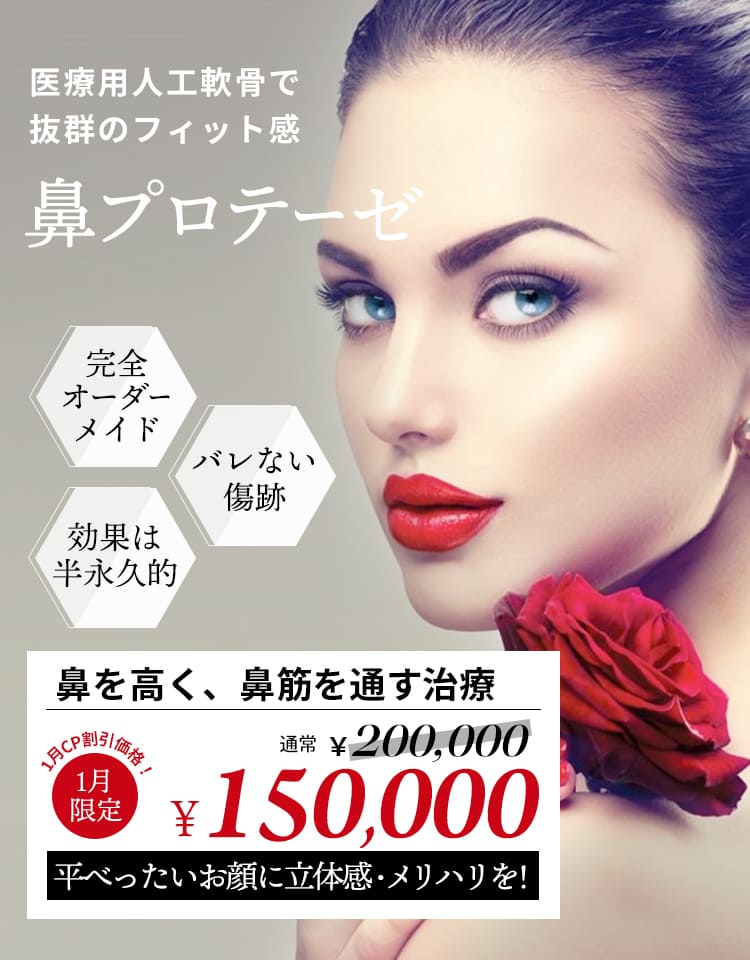 医療用人工軟骨で
抜群のフィット感
鼻プロテーゼ
完全
オーダー
メイド
バレない
傷跡
効果は
半永久的
鼻を高く、鼻筋を通す治療
1月CP割引価格！
1月
限定
通常 ¥200,000
¥150,000
平べったいお顔に立体感・メリハリを！